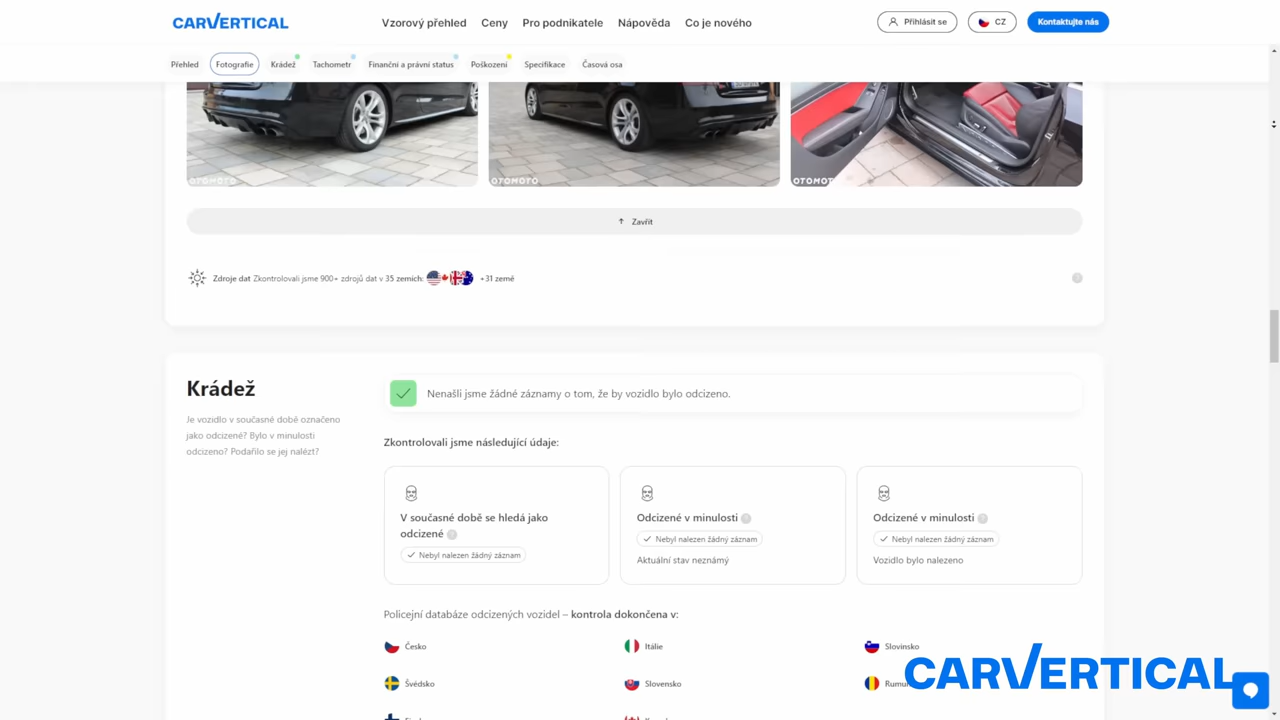 CARVERTICAL
Vzorový přehled Ceny Pro podnikatele Nápověda Co je nového
Přihlásit se CZ Kontaktujte nás
Přehled Fotografie Krádež Tachometr Finanční a právní status Poškození Specifikace Časová osa
OTOMOTO OTOMOTO OTOMOT
Zavřít
Zdroje dat Zkontrolovali jsme 900+ zdrojů dat v 35 zemích: +31 země
Krádež
Je vozidlo v současné době označeno
jako odcizené? Bylo v minulosti
odcizeno? Podařilo se jej nalézt?
Nenašli jsme žádné záznamy o tom, že by vozidlo bylo odcizeno.
Zkontrolovali jsme následující údaje:
V současné době se hledá jako
odcizené
Nebyl nalezen žádný záznam
Odcizené v minulosti
Nebyl nalezen žádný záznam
Aktuální stav neznámý
Odcizené v minulosti
Nebyl nalezen žádný záznam
Vozidlo bylo nalezeno
Policejní databáze odcizených vozidel – kontrola dokončena v:
Česko Itálie Slovinsko
Švédsko Slovensko
CARVERTICAL